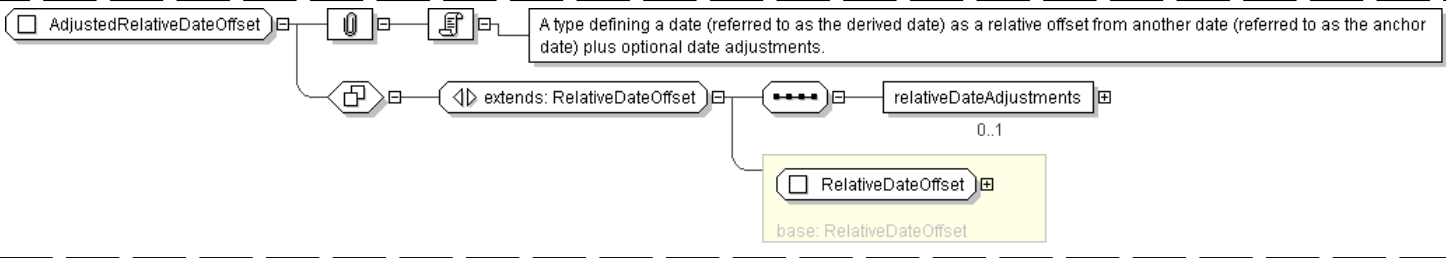 AdjustedRelativeDateOffset
A type defining a date (referred to as the derived date) as a relative offset from another date (referred to as the anchor
date) plus optional date adjustments.
extends: RelativeDateOffset
relativeDateAdjustments
0..1
RelativeDateOffset
base: RelativeDateOffset